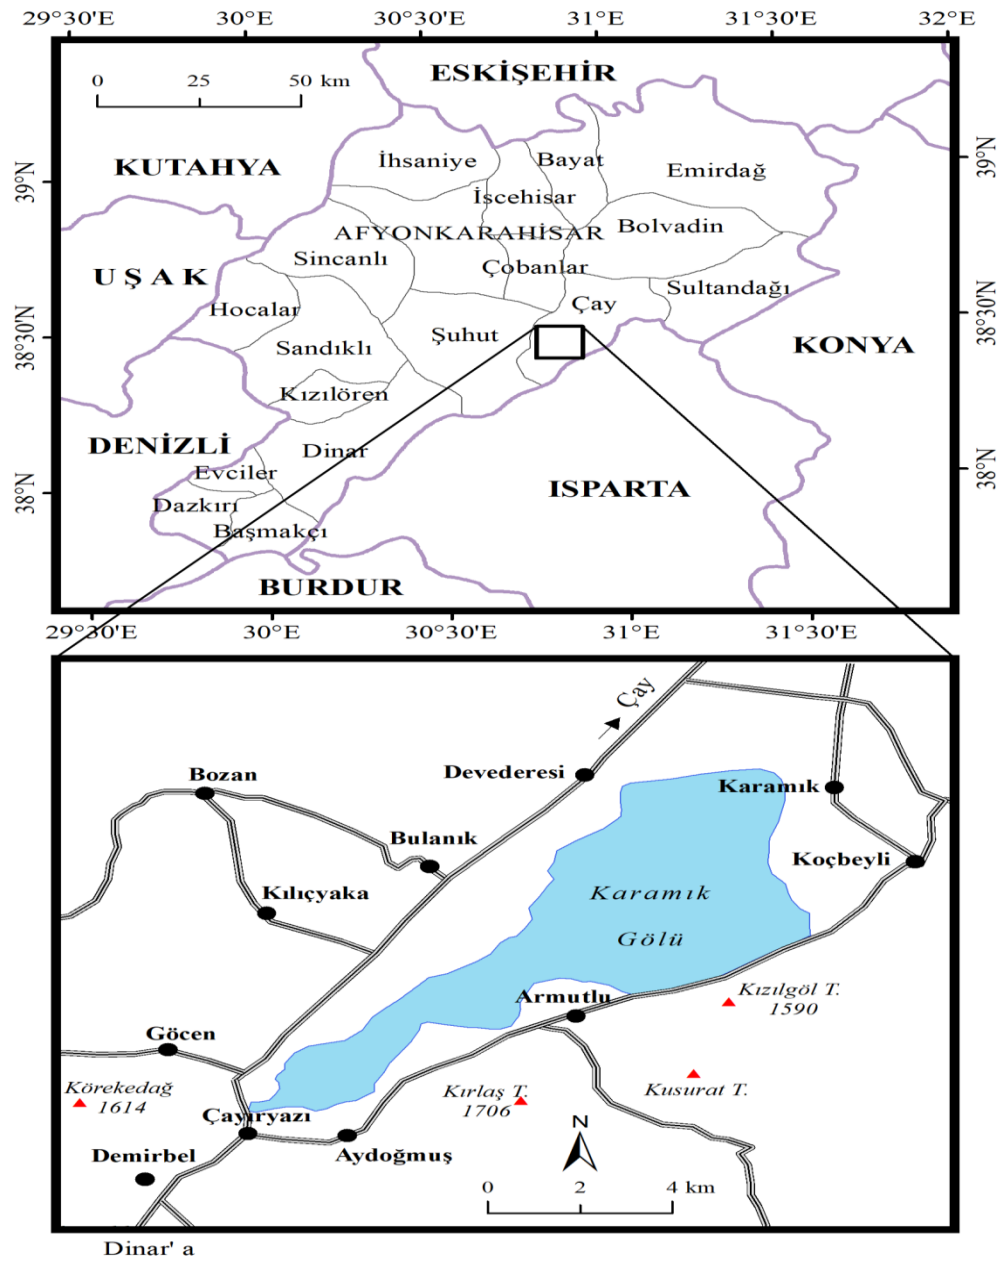 29°30'E 30°E 30°30'E 31°E 31°30'E 32°E
ESKİŞEHİR
0 25 50 km
39°N
39°N
KUTAHYA
İhsaniye
Bayat
Emirdağ
İscehisar
AFYONKARAHİSAR
Bolvadin
Sincanlı
Çobanlar
UŞAK
Sultandağı
Hocalar
Çay
38°30'N
38°30'N
Şuhut
Sandıklı
KONYA
Kızılören
DENİZLİ
Dinar
Evciler
38°N
38°N
ISPARTA
Dazkırı
Başmakçı
BURDUR
29°30'E 30°E 30°30'E 31°E 31°30'E
Çay
Devederesi
Bozan
Karamık
Bulanık
Koçbeyli
Kılıçyaka
Karamık
Gölü
Armutlu
Kızılgöl T.
1590
Göcen
Körekedağ
1614
Kırlaş T.
1706
Kusurat T.
Çayıryazı
N
Demirbel
Aydoğmuş
0 2 4 km
Dinar' a